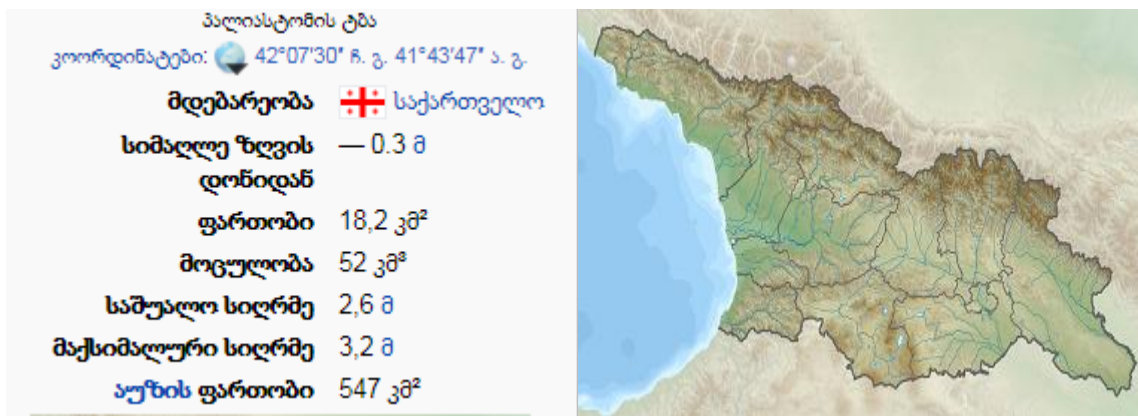 პალიასტომის ტბა
კოორდინატები: 42°07′30″ ჩ. გ. 41°43′47″ ა. გ.
მდებარეობა საქართველო
სიმაღლე ზღვის — 0.3 მ
დონიდან
ფართობი 18,2 კმ²
მოცულობა 52 კმ³
საშუალო სიღრმე 2,6 მ
მაქსიმალური სიღრმე 3,2 მ
აუზის ფართობი 547 კმ²